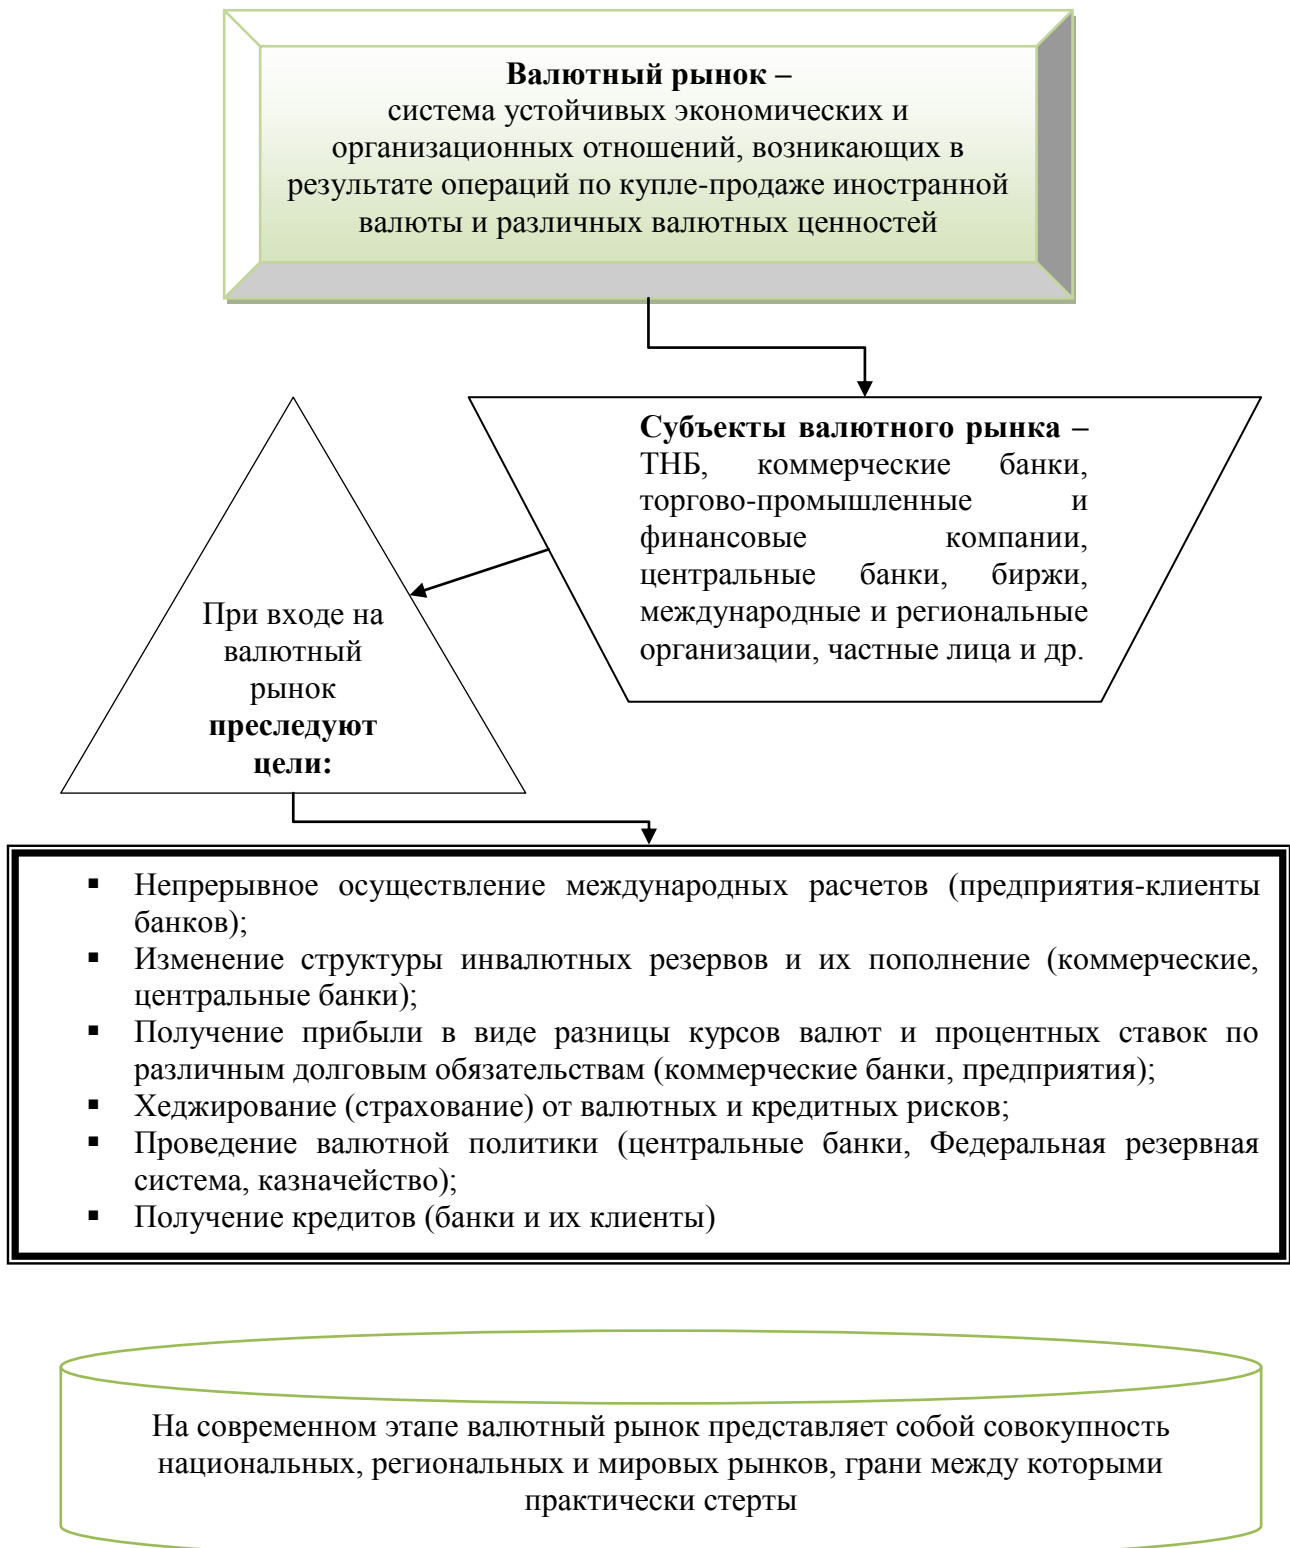 Валютный рынок –
система устойчивых экономических и
организационных отношений, возникающих в
результате операций по купле-продаже иностранной
валюты и различных валютных ценностей
Субъекты валютного рынка –
ТНБ, коммерческие банки,
торгово-промышленные и
финансовые компании,
центральные банки, биржи,
международные и региональные
организации, частные лица и др.
При входе на
валютный
рынок
преследуют
цели:
▪ Непрерывное осуществление международных расчетов (предприятия-клиенты
банков);
▪ Изменение структуры инвалютных резервов и их пополнение (коммерческие,
центральные банки);
▪ Получение прибыли в виде разницы курсов валют и процентных ставок по
различным долговым обязательствам (коммерческие банки, предприятия);
▪ Хеджирование (страхование) от валютных и кредитных рисков;
▪ Проведение валютной политики (центральные банки, Федеральная резервная
система, казначейство);
▪ Получение кредитов (банки и их клиенты)
На современном этапе валютный рынок представляет собой совокупность
национальных, региональных и мировых рынков, грани между которыми
практически стерты